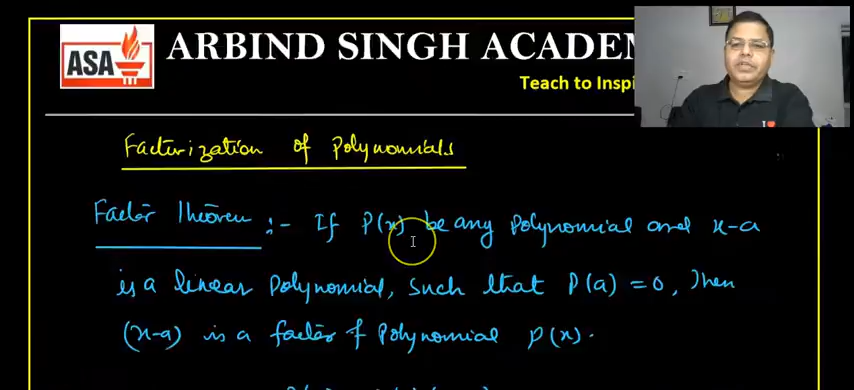 ASA
ARBIND SINGH ACADEM
Teach to Inspi
Factorization of Polynomials
Factor Theorem :- If P(x) be any polynomial and x-a
is a linear polynomial, such that P(a) = 0, Then
(x-a) is a factor of polynomial P(x).